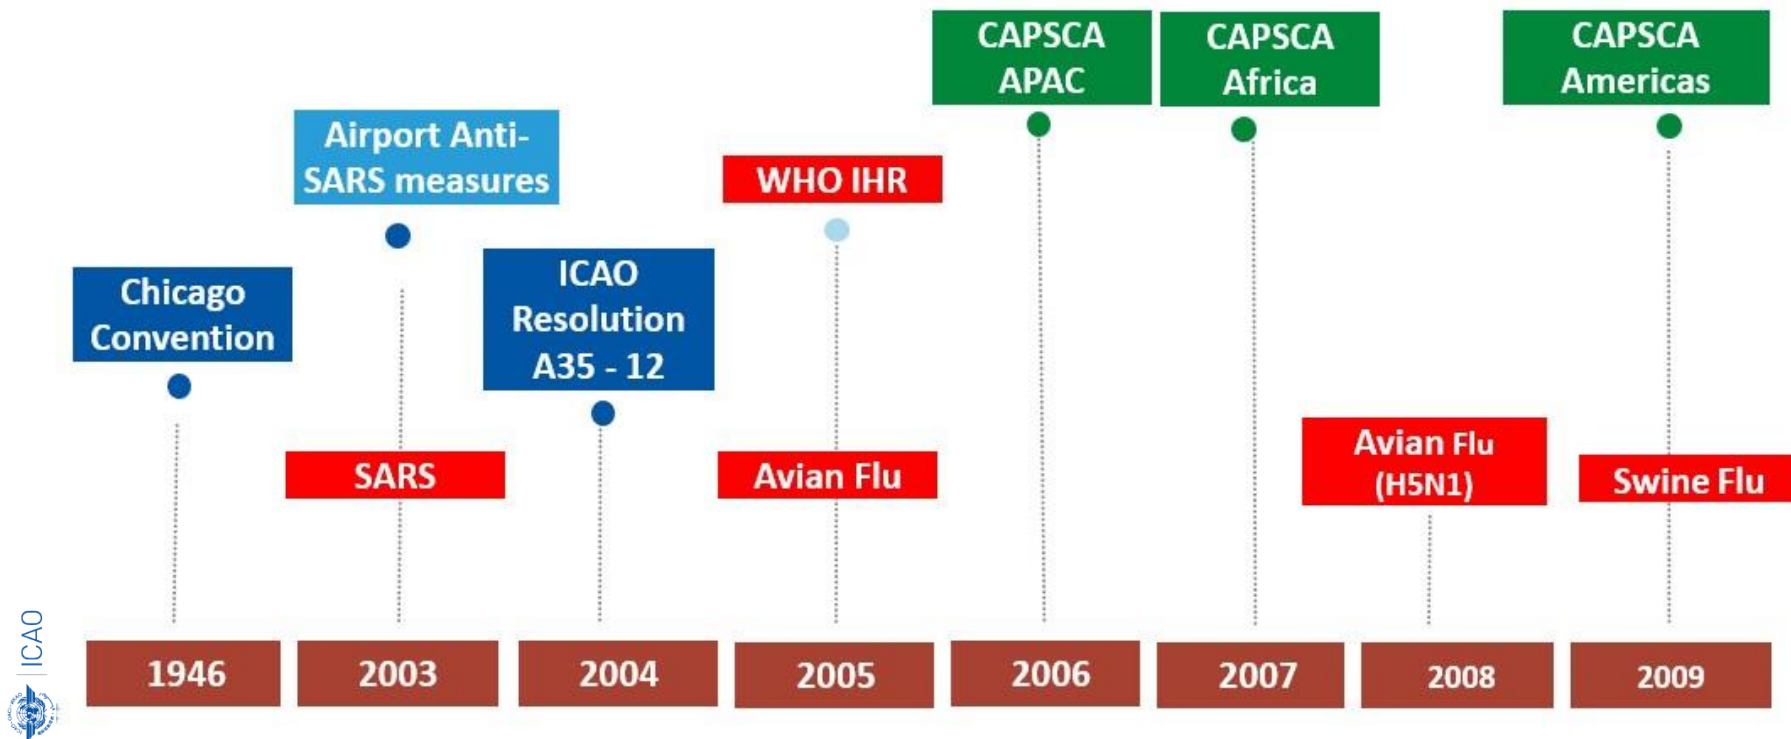 CAPSCA
APAC
CAPSCA
Africa
CAPSCA
Americas
Airport Anti-
SARS measures
WHO IHR
Chicago
Convention
ICAO
Resolution
A35 - 12
SARS
Avian Flu
Avian Flu
(H5N1)
Swine Flu
ICAO
1946
2003
2004
2005
2006
2007
2008
2009